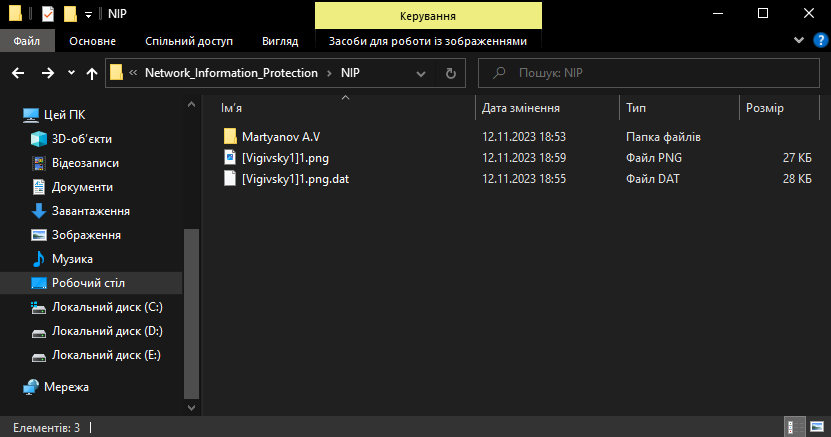 NIP
Керування
Файл Основне Спільний доступ Вигляд Засоби для роботи із зображеннями
« Network_Information_Protection › NIP
Пошук: NIP
Ім’я Дата змінення Тип Розмір
Цей ПК
3D-об’єкти
Відеозаписи
Документи
Завантаження
Зображення
Музика
Робочий стіл
Локальний диск (C:)
Локальний диск (D:)
Локальний диск (E:)
Мережа
Martyanov A.V 12.11.2023 18:53 Папка файлів
[Vigivsky1]1.png 12.11.2023 18:59 Файл PNG 27 КБ
[Vigivsky1]1.png.dat 12.11.2023 18:55 Файл DAT 28 КБ
Елементів: 3